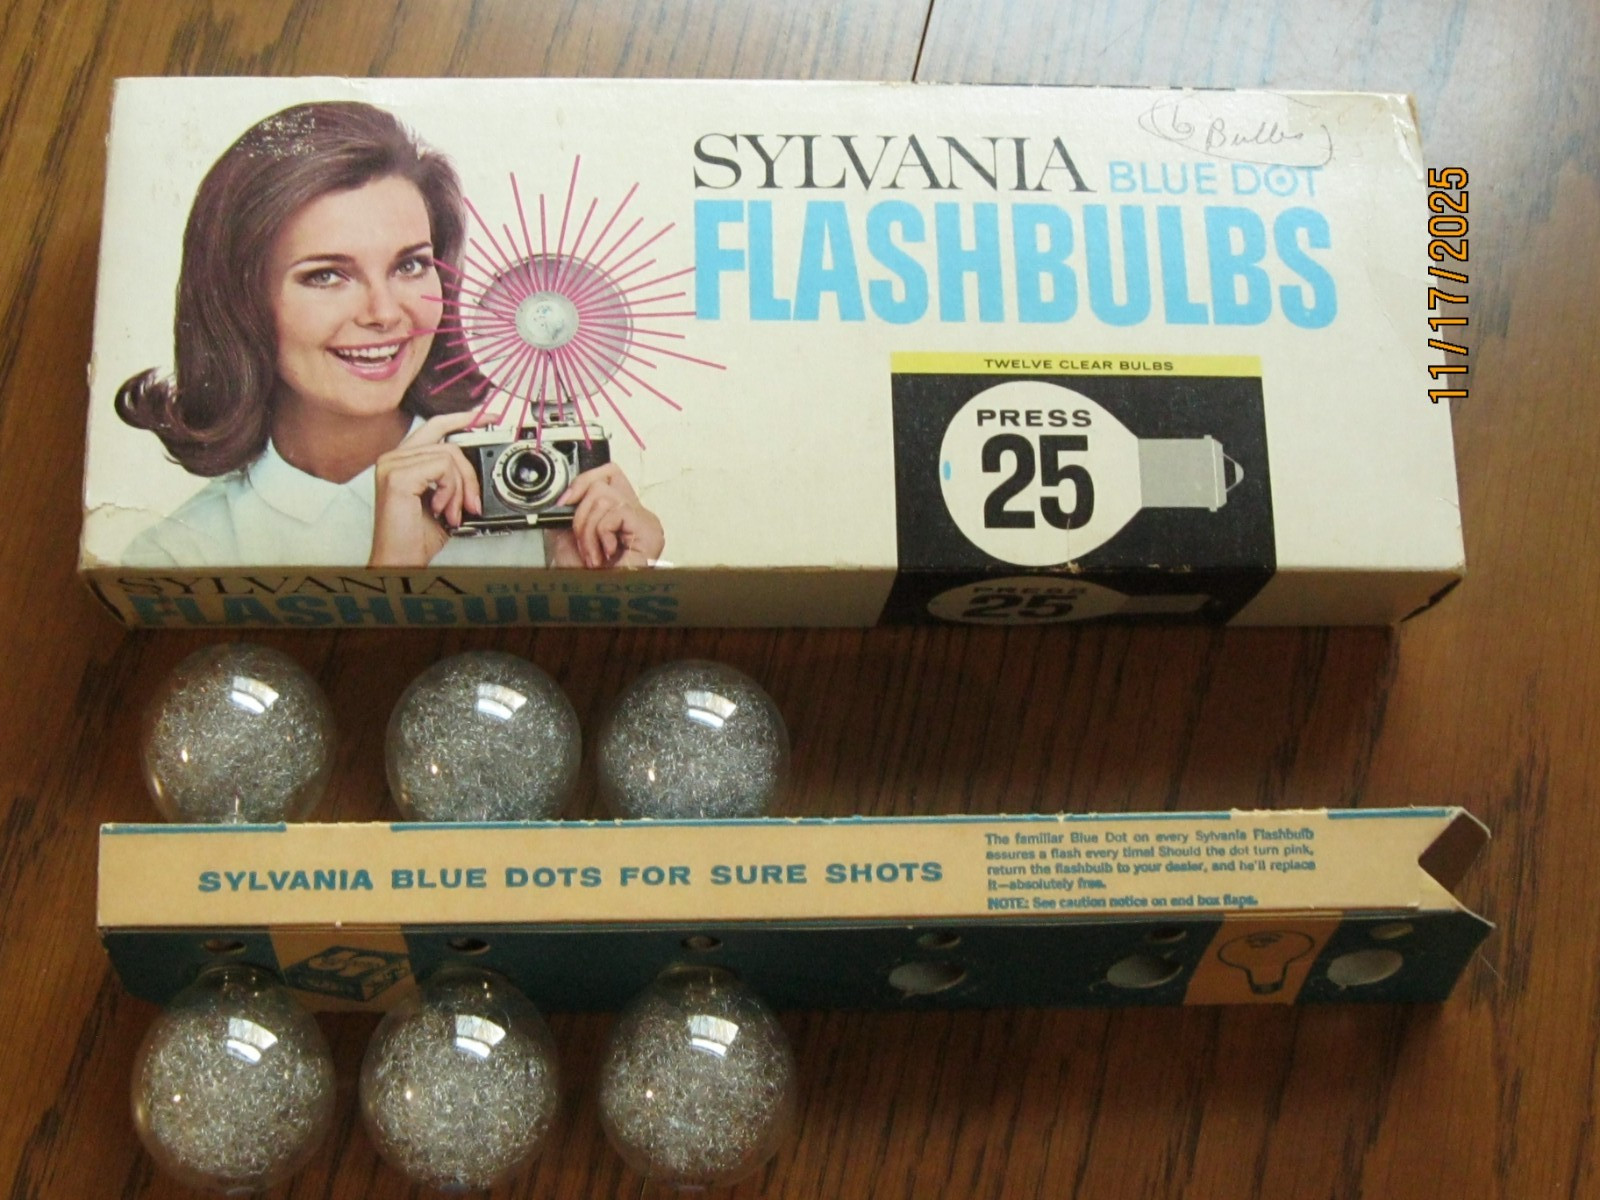 6 Bulbs
SYLVANIA BLUE DOT
FLASHBULBS
11/17/2025
TWELVE CLEAR BULBS
PRESS
25
SYLVANIA BLUE DOT
FLASHBULBS
PRESS
25
SYLVANIA BLUE DOTS FOR SURE SHOTS
The familiar Blue Dot on every Sylvania Flashbulb
assures a flash every time! Should the dot turn pink,
return the flashbulb to your dealer, and he'll replace
it—absolutely free.
NOTE: See caution notice on end box flaps.